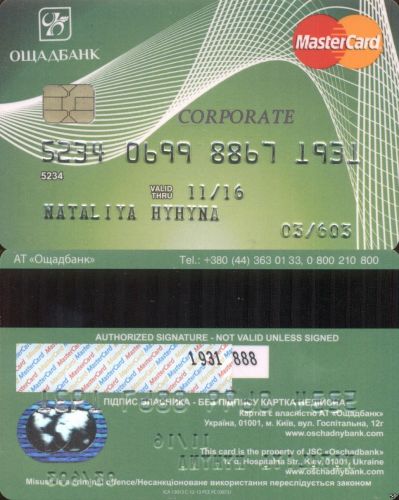 ОЩАДБАНК
MasterCard
CORPORATE
5234 0699 8867 1931
5234
VALID THRU 11/16
NATALIYA HYHYNA
03/603
АТ «Ощадбанк» Tel.: +380 (44) 363 01 33, 0 800 210 800
AUTHORIZED SIGNATURE - NOT VALID UNLESS SIGNED
1931 888
ПІДПИС ВЛАСНИКА - БЕЗ ПІДПИСУ КАРТКА НЕДІЙСНА
Картка є власністю АТ «Ощадбанк»
Україна, 01001, м. Київ, вул. Госпітальна, 12г
www.oschadnybank.com
This card is property of JSC «Oschadbank»
12 g Hospitalna Str., Kiev, 01001, Ukraine
www.oschadnybank.com
Misuse is a criminal offence/Несанкціоноване використання переслідується законом